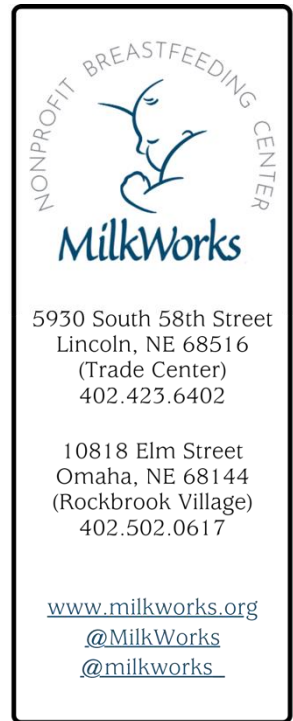 NONPROFIT BREASTFEEDING CENTER
MilkWorks
5930 South 58th Street
Lincoln, NE 68516
(Trade Center)
402.423.6402
10818 Elm Street
Omaha, NE 68144
(Rockbrook Village)
402.502.0617
www.milkworks.org
@MilkWorks
@milkworks_